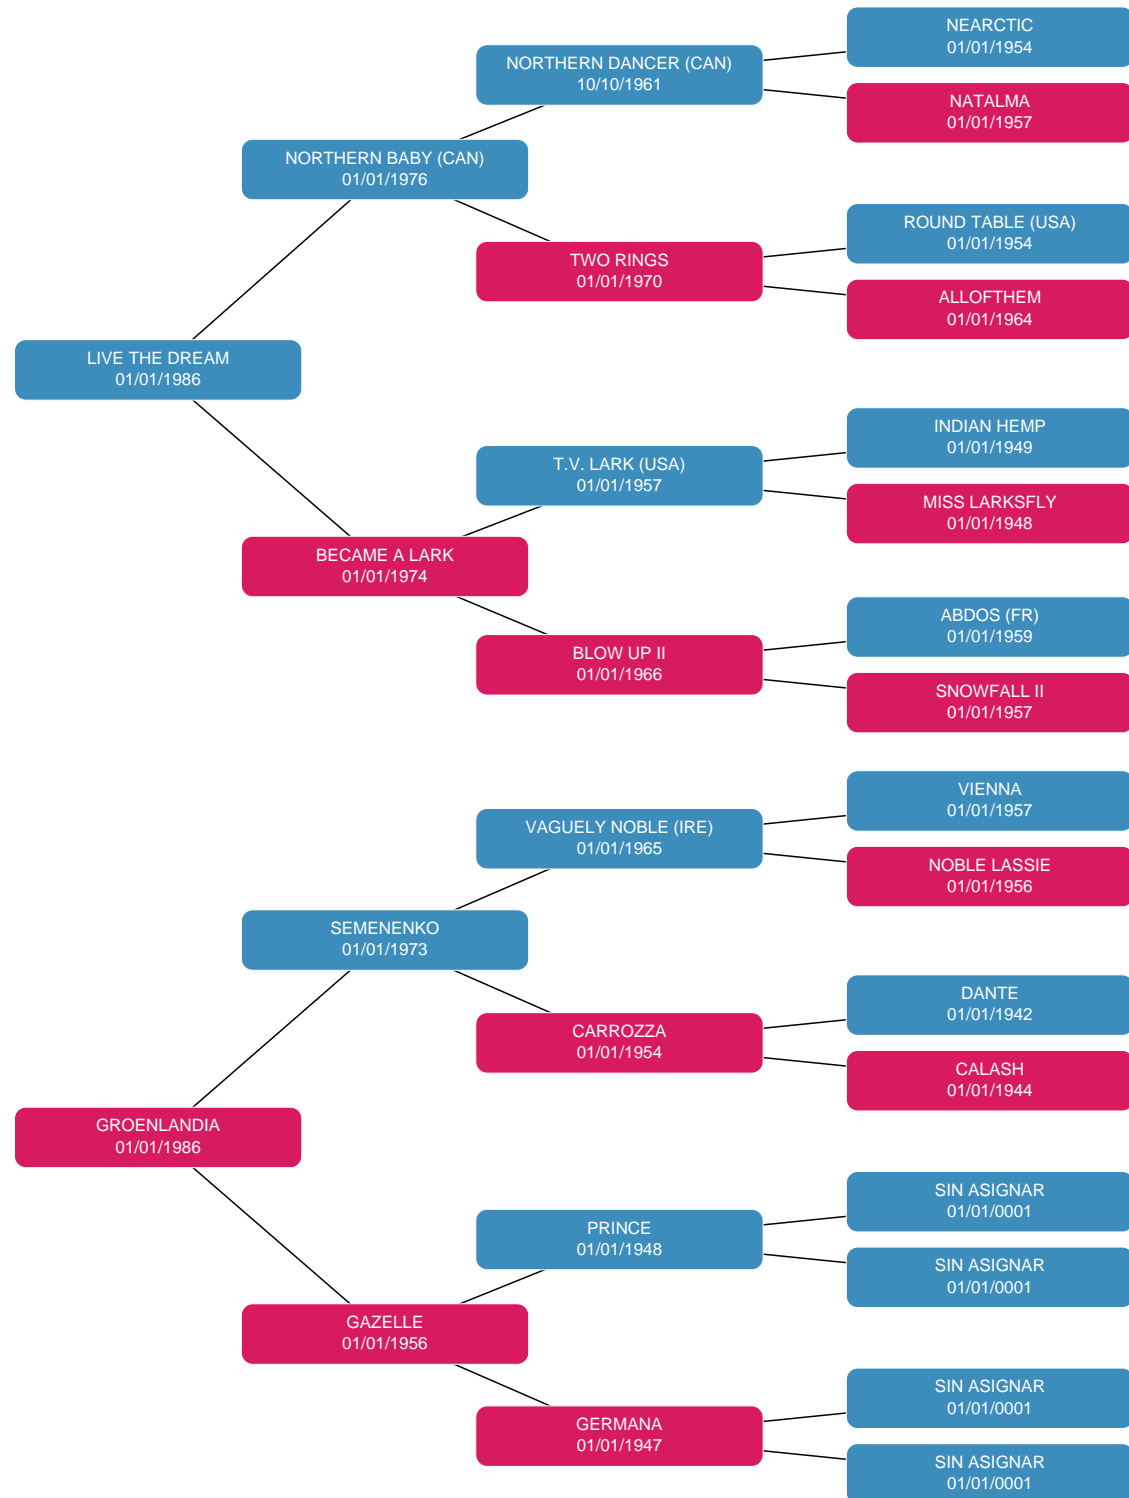 NEARCTIC
01/01/1954
NORTHERN DANCER (CAN)
10/10/1961
NATALMA
01/01/1957
NORTHERN BABY (CAN)
01/01/1976
ROUND TABLE (USA)
01/01/1954
TWO RINGS
01/01/1970
ALLOFTHEM
01/01/1964
LIVE THE DREAM
01/01/1986
INDIAN HEMP
01/01/1949
T.V. LARK (USA)
01/01/1957
MISS LARKSFLY
01/01/1948
BECAME A LARK
01/01/1974
ABDOS (FR)
01/01/1959
BLOW UP II
01/01/1966
SNOWFALL II
01/01/1957
VIENNA
01/01/1957
VAGUELY NOBLE (IRE)
01/01/1965
NOBLE LASSIE
01/01/1956
SEMENENKO
01/01/1973
DANTE
01/01/1942
CARROZZA
01/01/1954
CALASH
01/01/1944
GROENLANDIA
01/01/1986
SIN ASIGNAR
01/01/0001
PRINCE
01/01/1948
SIN ASIGNAR
01/01/0001
GAZELLE
01/01/1956
SIN ASIGNAR
01/01/0001
GERMANA
01/01/1947
SIN ASIGNAR
01/01/0001